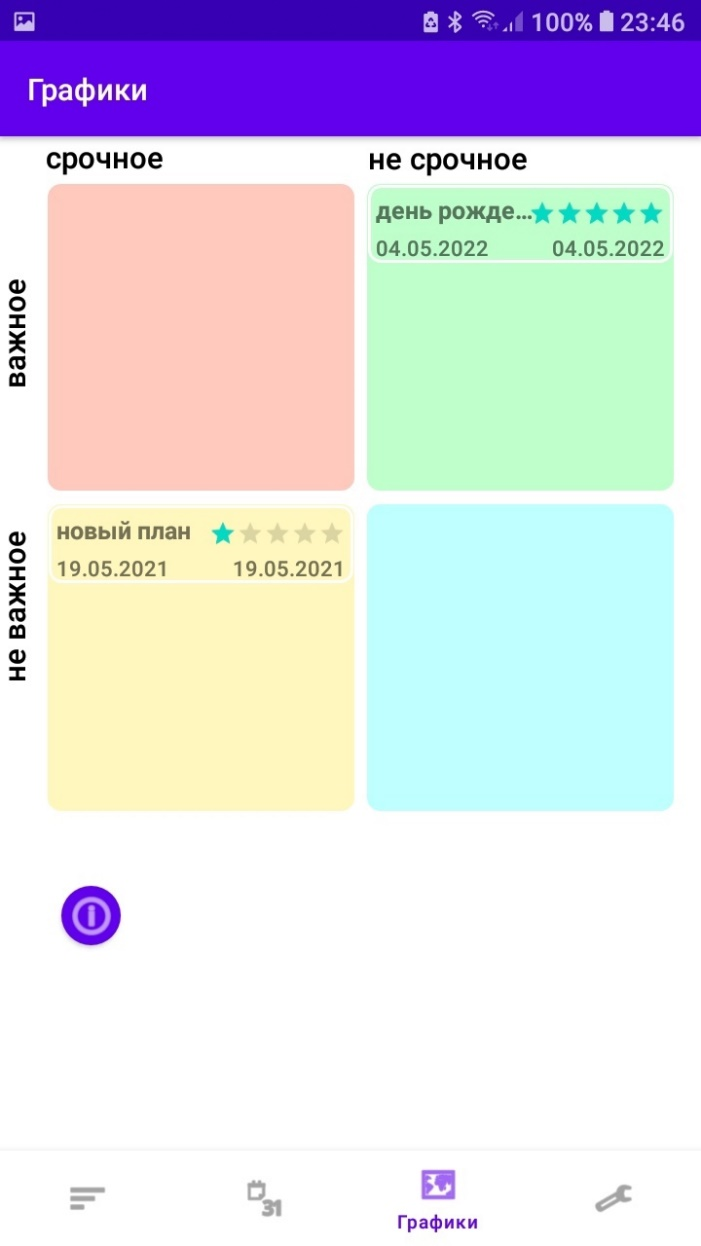 100% 23:46
Графики
срочное
не срочное
важное
день рожде...
04.05.2022 04.05.2022
не важное
новый план
19.05.2021 19.05.2021
31
Графики